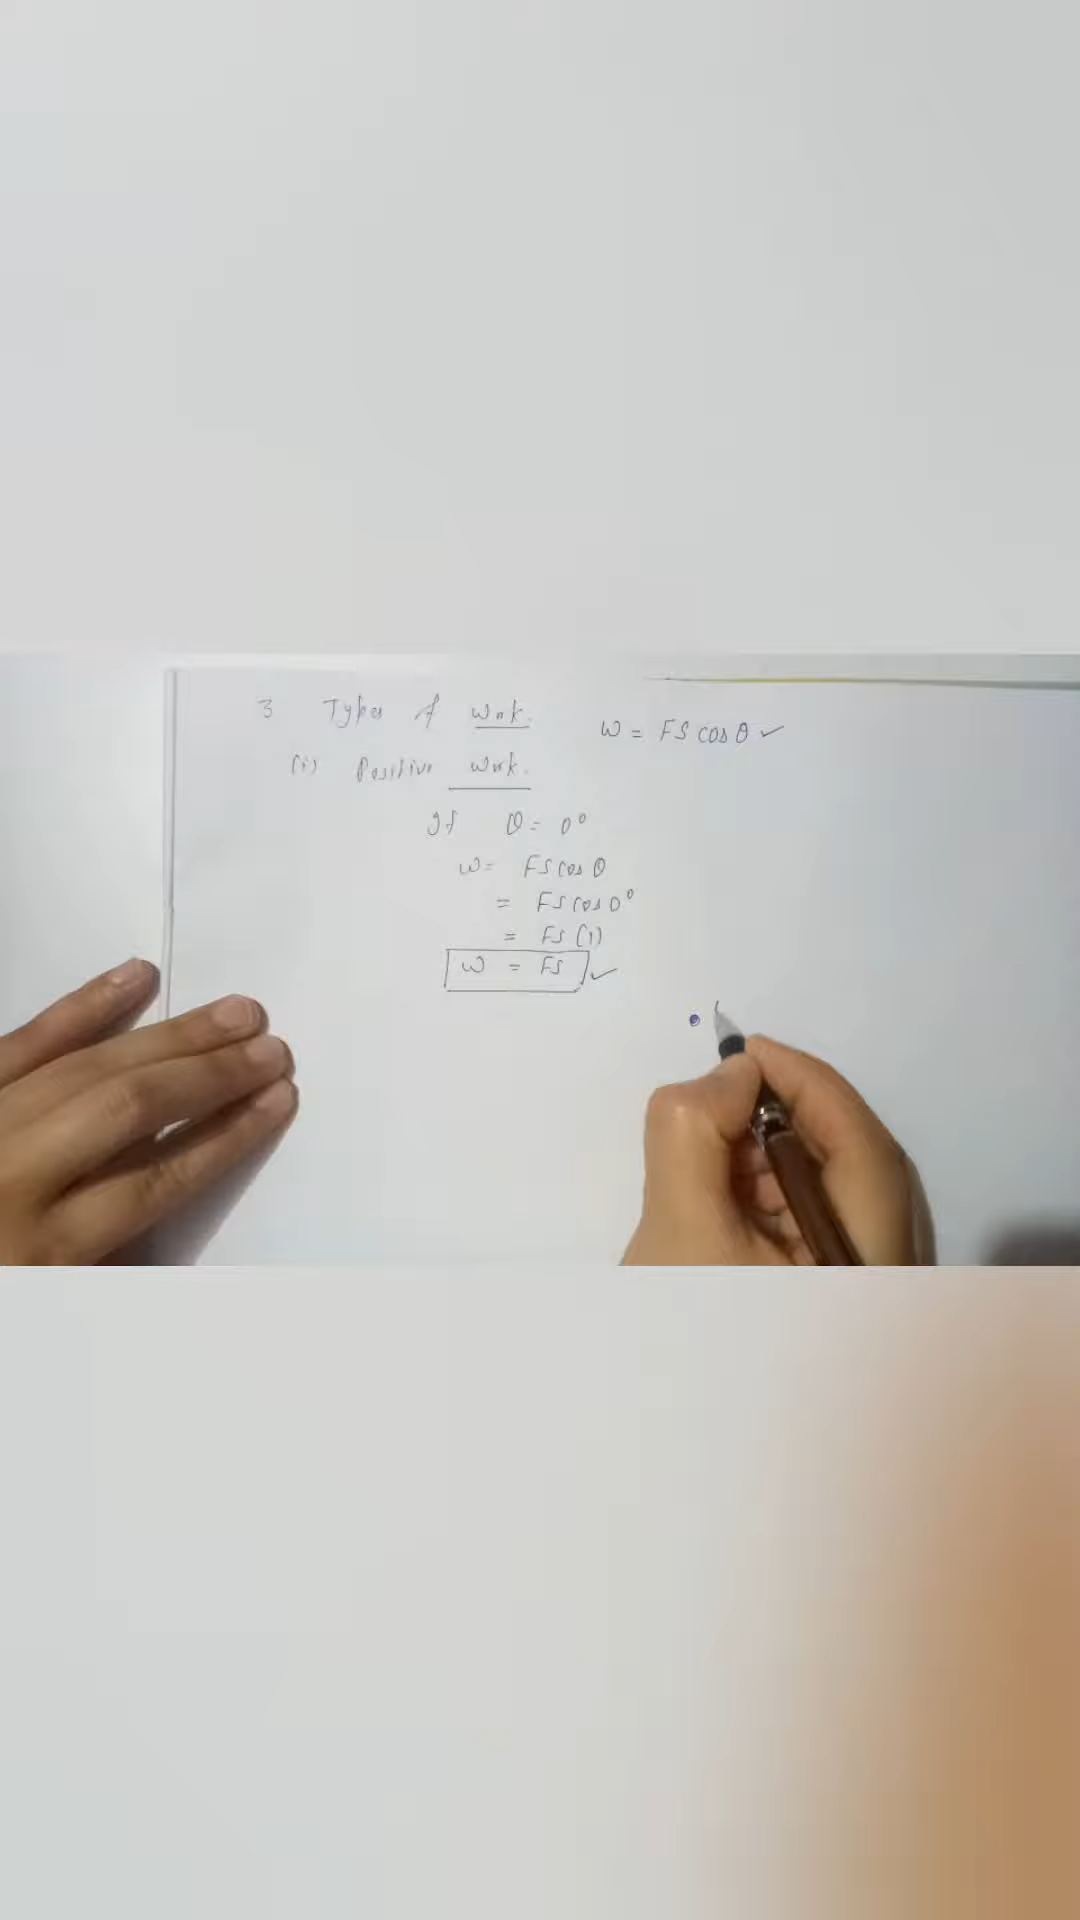 3 Types of Work.
W = FS cos θ ✓
(i) Positive Work.
If θ = 0°
W = FS cos θ
= FS cos 0°
= FS (1)
W = FS ✓